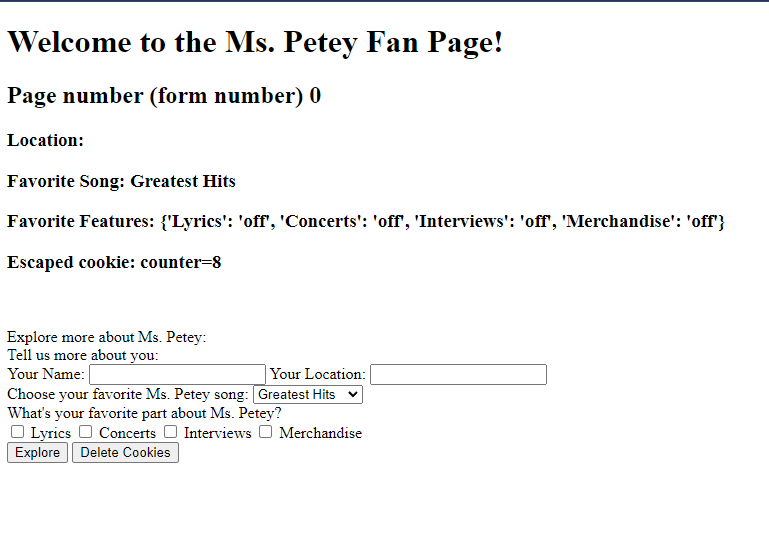 Welcome to the Ms. Petey Fan Page!
Page number (form number) 0
Location:
Favorite Song: Greatest Hits
Favorite Features: {'Lyrics': 'off', 'Concerts': 'off', 'Interviews': 'off', 'Merchandise': 'off'}
Escaped cookie: counter=8
Explore more about Ms. Petey:
Tell us more about you:
Your Name: Your Location:
Choose your favorite Ms. Petey song: Greatest Hits
What's your favorite part about Ms. Petey?
Lyrics Concerts Interviews Merchandise
Explore Delete Cookies